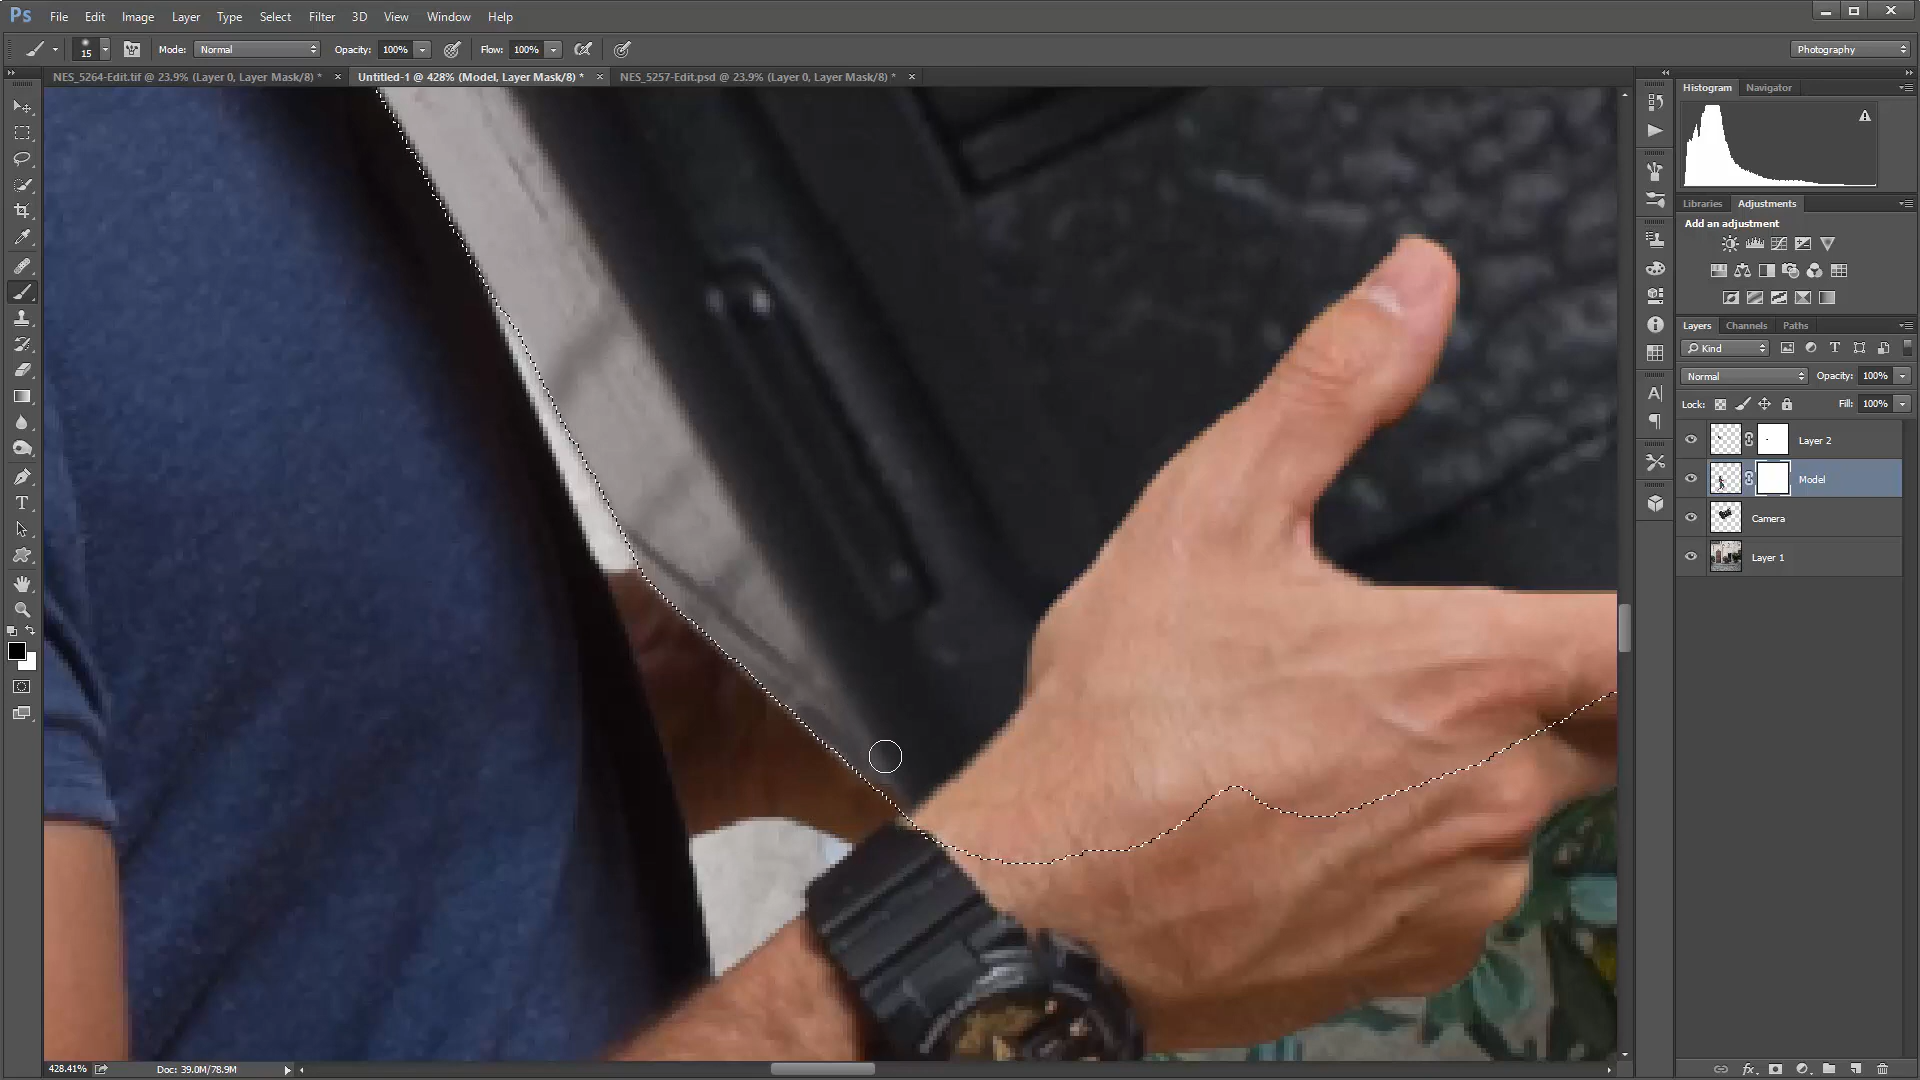 Ps File Edit Image Layer Type Select Filter 3D View Window Help
15 Mode: Normal Opacity: 100% Flow: 100% Photography
NES_5264-Edit.tif @ 23.9% (Layer 0, Layer Mask/8) * × Untitled-1 @ 428% (Model, Layer Mask/8) * × NES_5257-Edit.psd @ 23.9% (Layer 0, Layer Mask/8) * ×
Histogram Navigator
Libraries Adjustments
Add an adjustment
Layers Channels Paths
Kind
Normal Opacity: 100%
Lock: Fill: 100%
Layer 2
Model
Camera
Layer 1
428.41% Doc: 39.0M/78.9M
fx